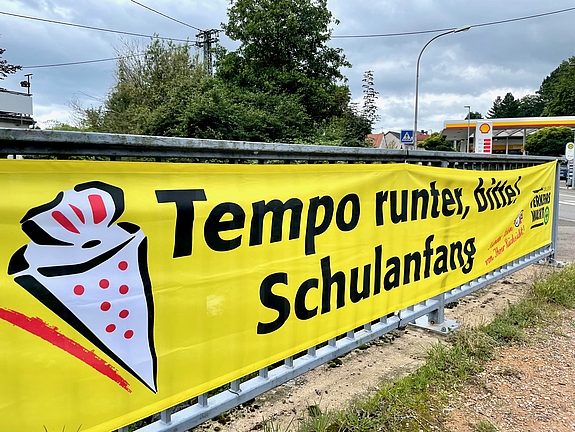 Tempo runter, bitte!
Schulanfang